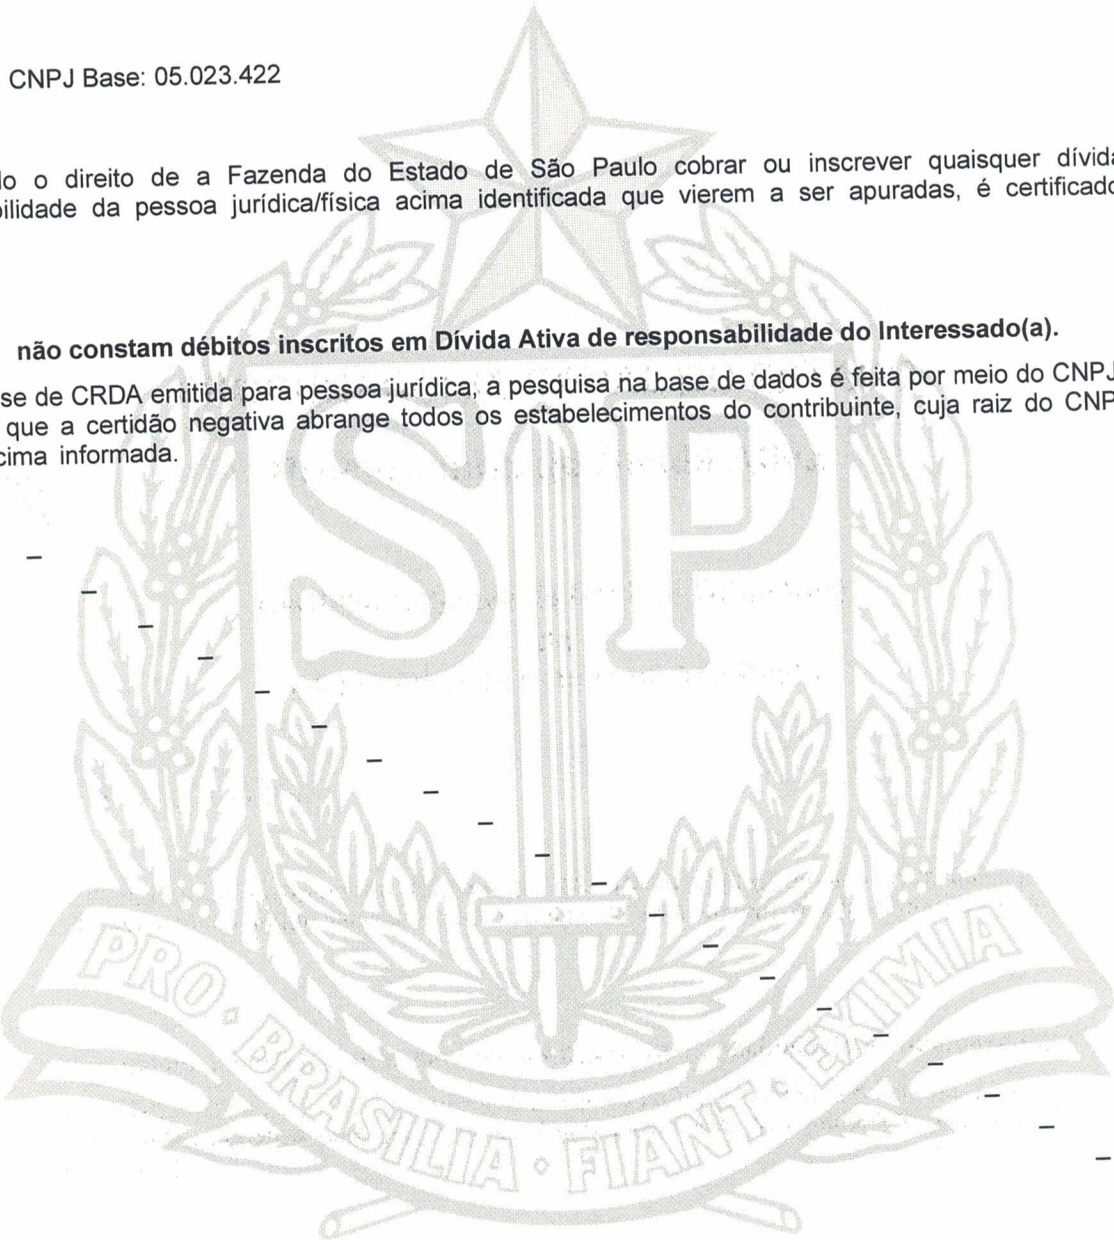 CNPJ Base: 05.023.422
do o direito de a Fazenda do Estado de São Paulo cobrar ou inscrever quaisquer dívida
bilidade da pessoa jurídica/física acima identificada que vierem a ser apuradas, é certificado
não constam débitos inscritos em Dívida Ativa de responsabilidade do Interessado(a).
se de CRDA emitida para pessoa jurídica, a pesquisa na base de dados é feita por meio do CNPJ
que a certidão negativa abrange todos os estabelecimentos do contribuinte, cuja raiz do CNP
cima informada.
SP
PRO · BRASILIA · FIANT · EXIMIA